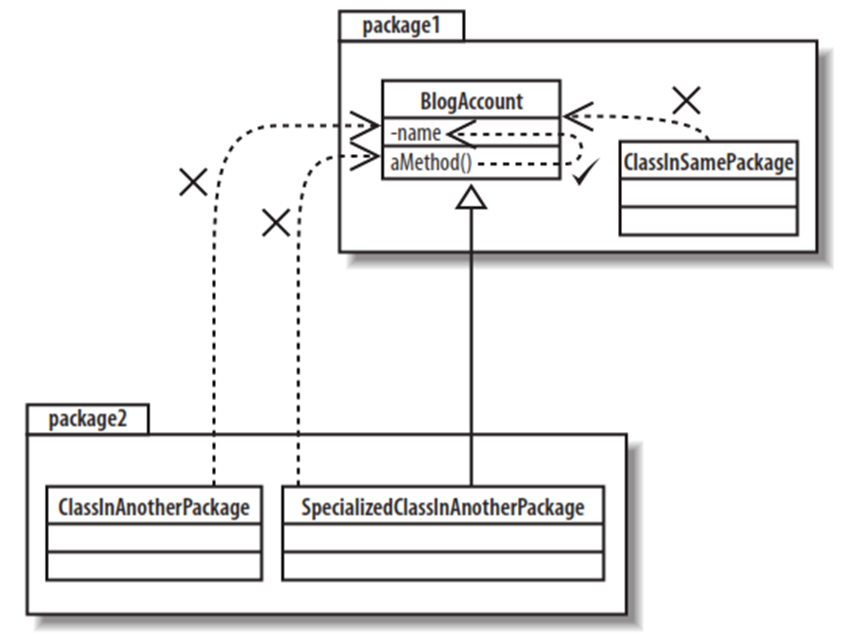 package1
BlogAccount
-name
aMethod()
ClassInSamePackage
package2
ClassInAnotherPackage
SpecializedClassInAnotherPackage